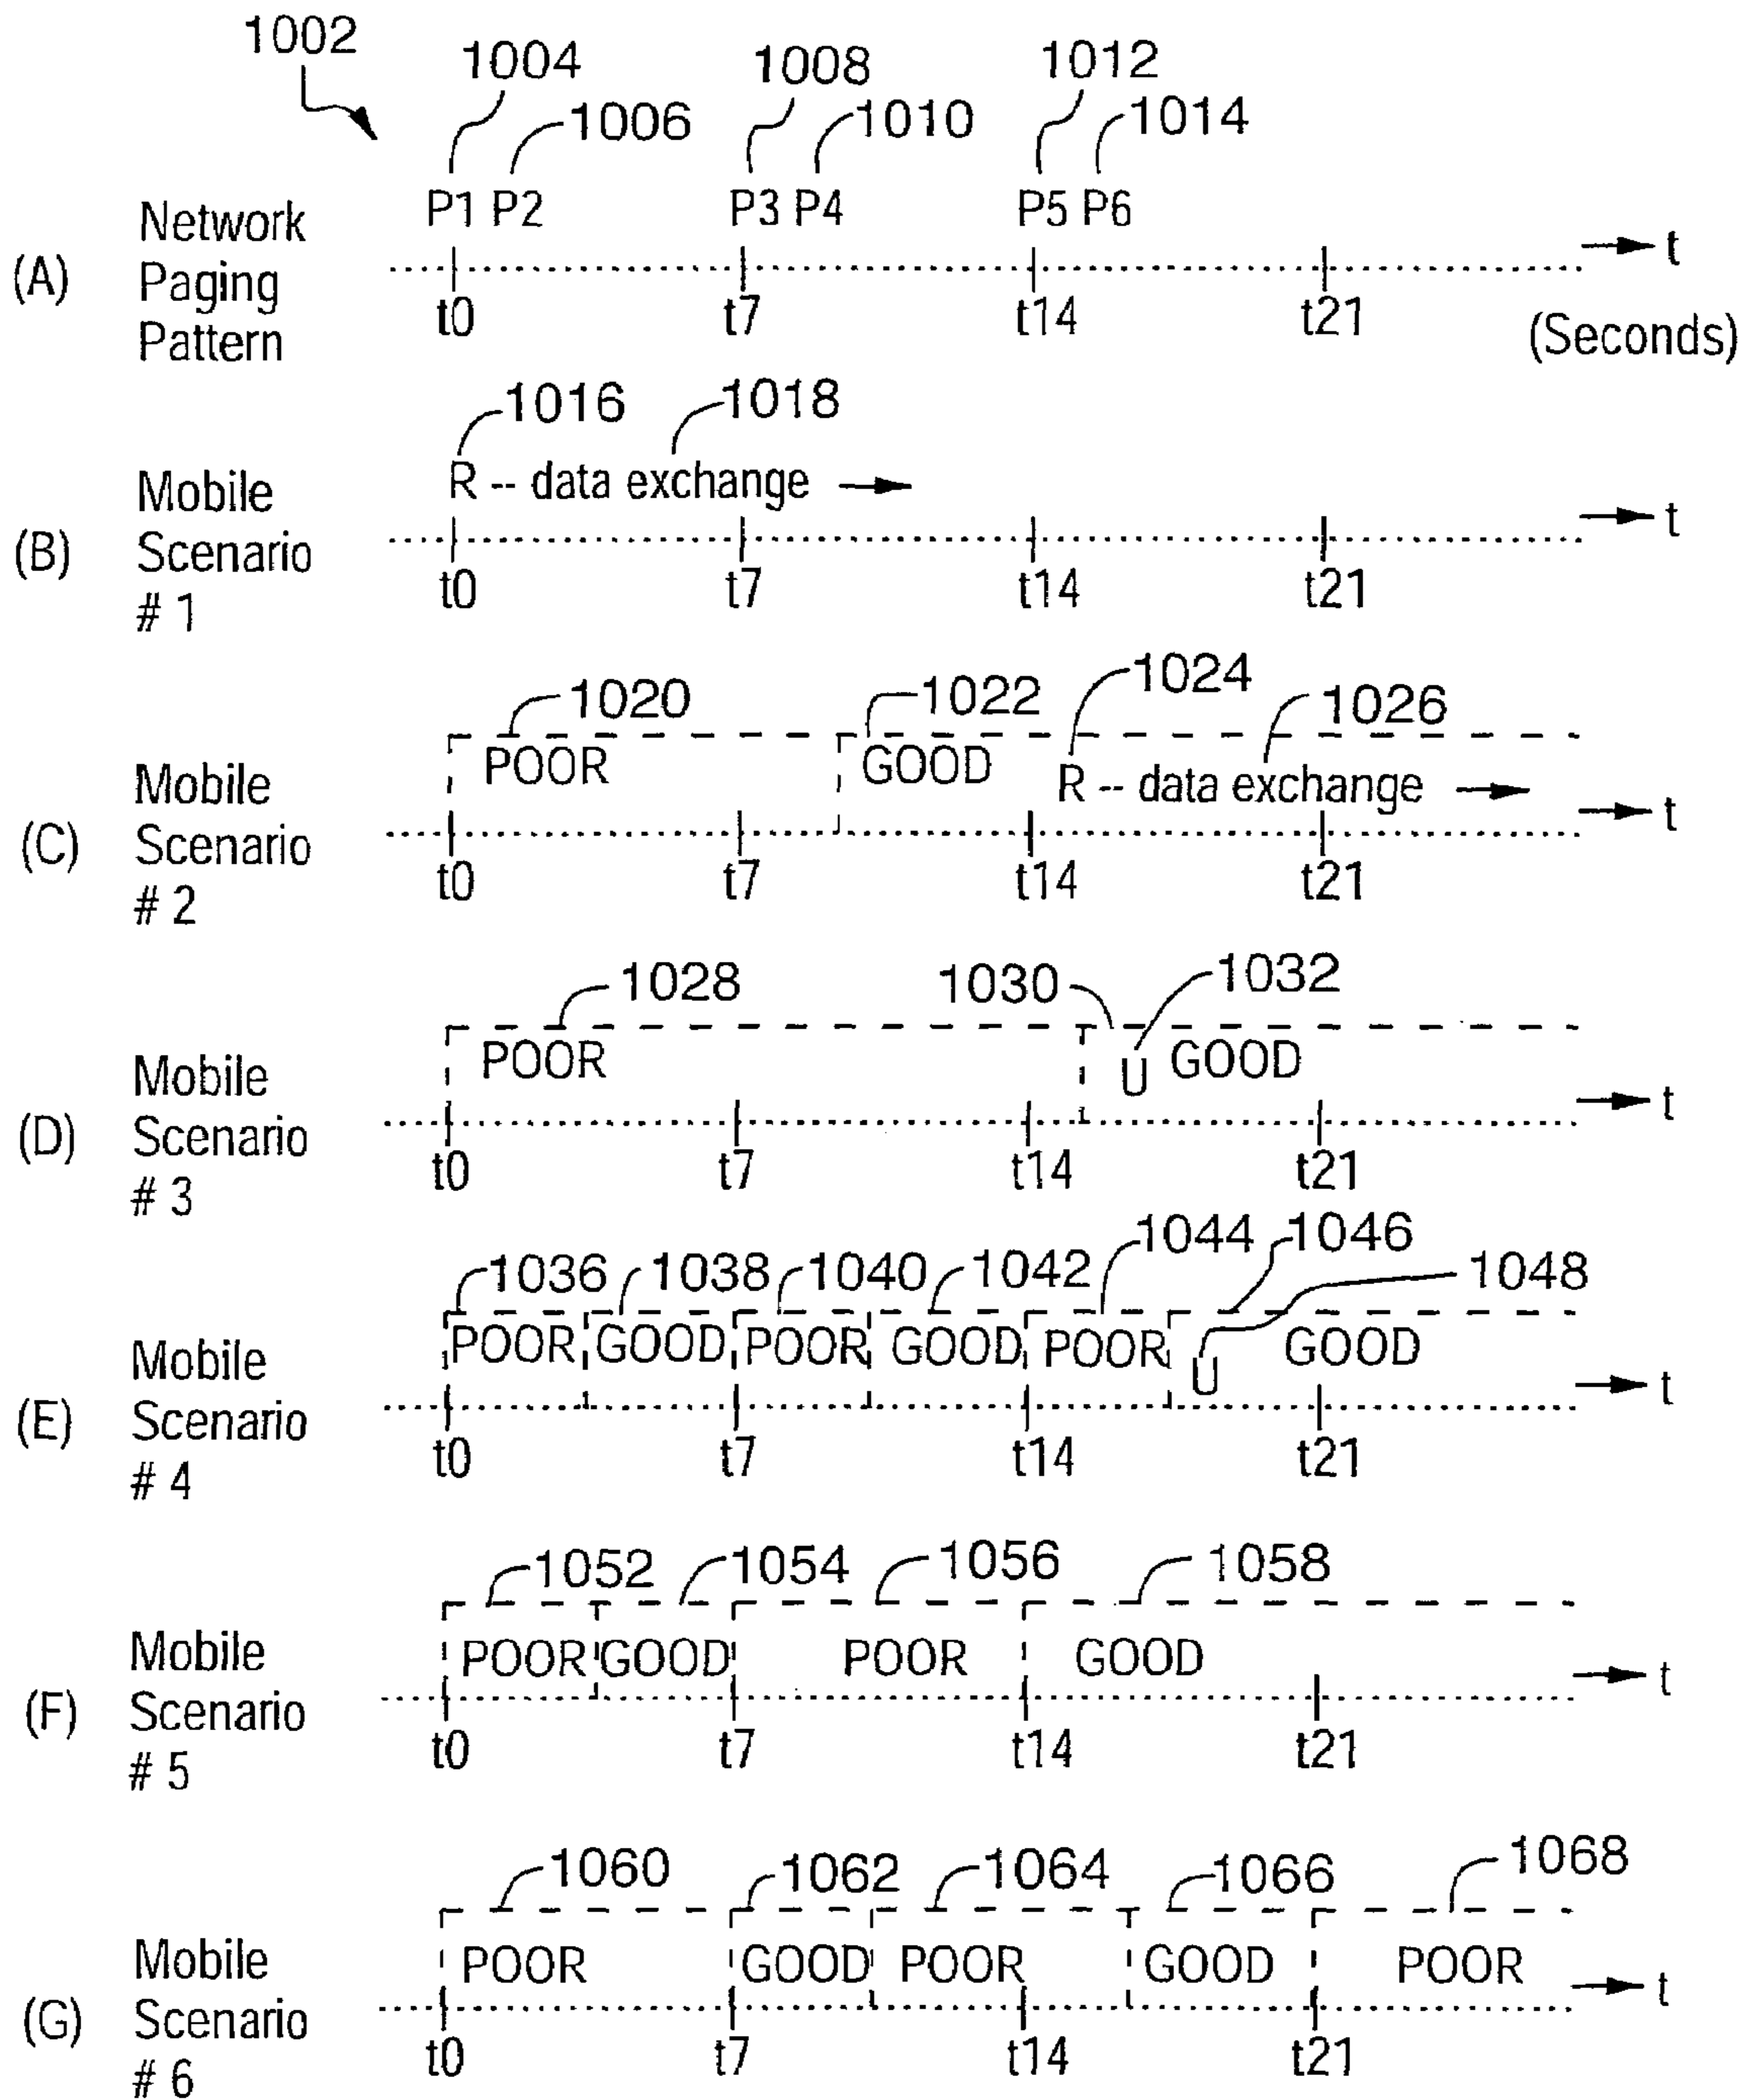 1002
1004 1008 1012
1006 1010 1014
P1 P2 P3 P4 P5 P6
(A) Network Paging Pattern
t
t0 t7 t14 t21
(Seconds)
1016 1018
R -- data exchange
(B) Mobile Scenario # 1
t
t0 t7 t14 t21
1020 1022 1024 1026
POOR GOOD
R -- data exchange
(C) Mobile Scenario # 2
t
t0 t7 t14 t21
1028 1030 1032
POOR U GOOD
(D) Mobile Scenario # 3
t
t0 t7 t14 t21
1036 1038 1040 1042 1044 1046 1048
POOR GOOD POOR GOOD POOR U GOOD
(E) Mobile Scenario # 4
t
t0 t7 t14 t21
1052 1054 1056 1058
POOR GOOD POOR GOOD
(F) Mobile Scenario # 5
t
t0 t7 t14 t21
1060 1062 1064 1066 1068
POOR GOOD POOR GOOD POOR
(G) Mobile Scenario # 6
t
t0 t7 t14 t21